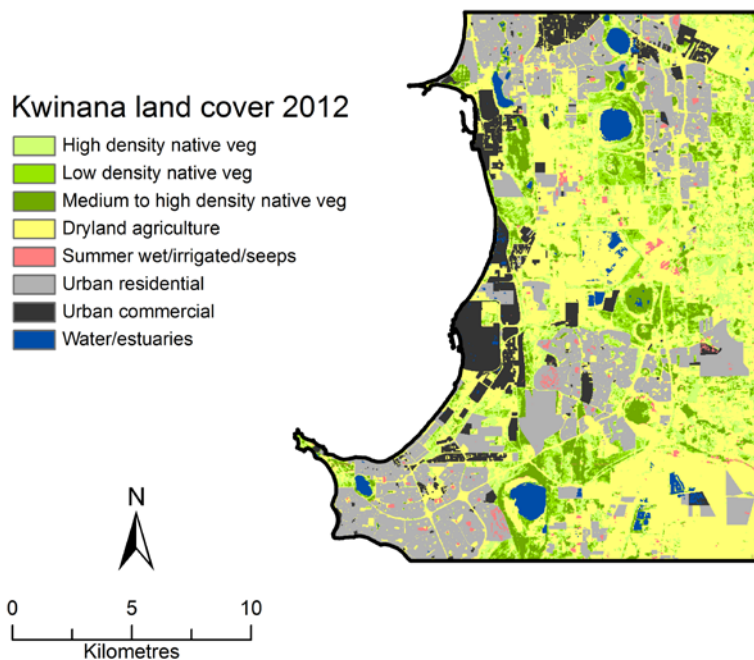 Kwinana land cover 2012
High density native veg
Low density native veg
Medium to high density native veg
Dryland agriculture
Summer wet/irrigated/seeps
Urban residential
Urban commercial
Water/estuaries
N
0 5 10
Kilometres